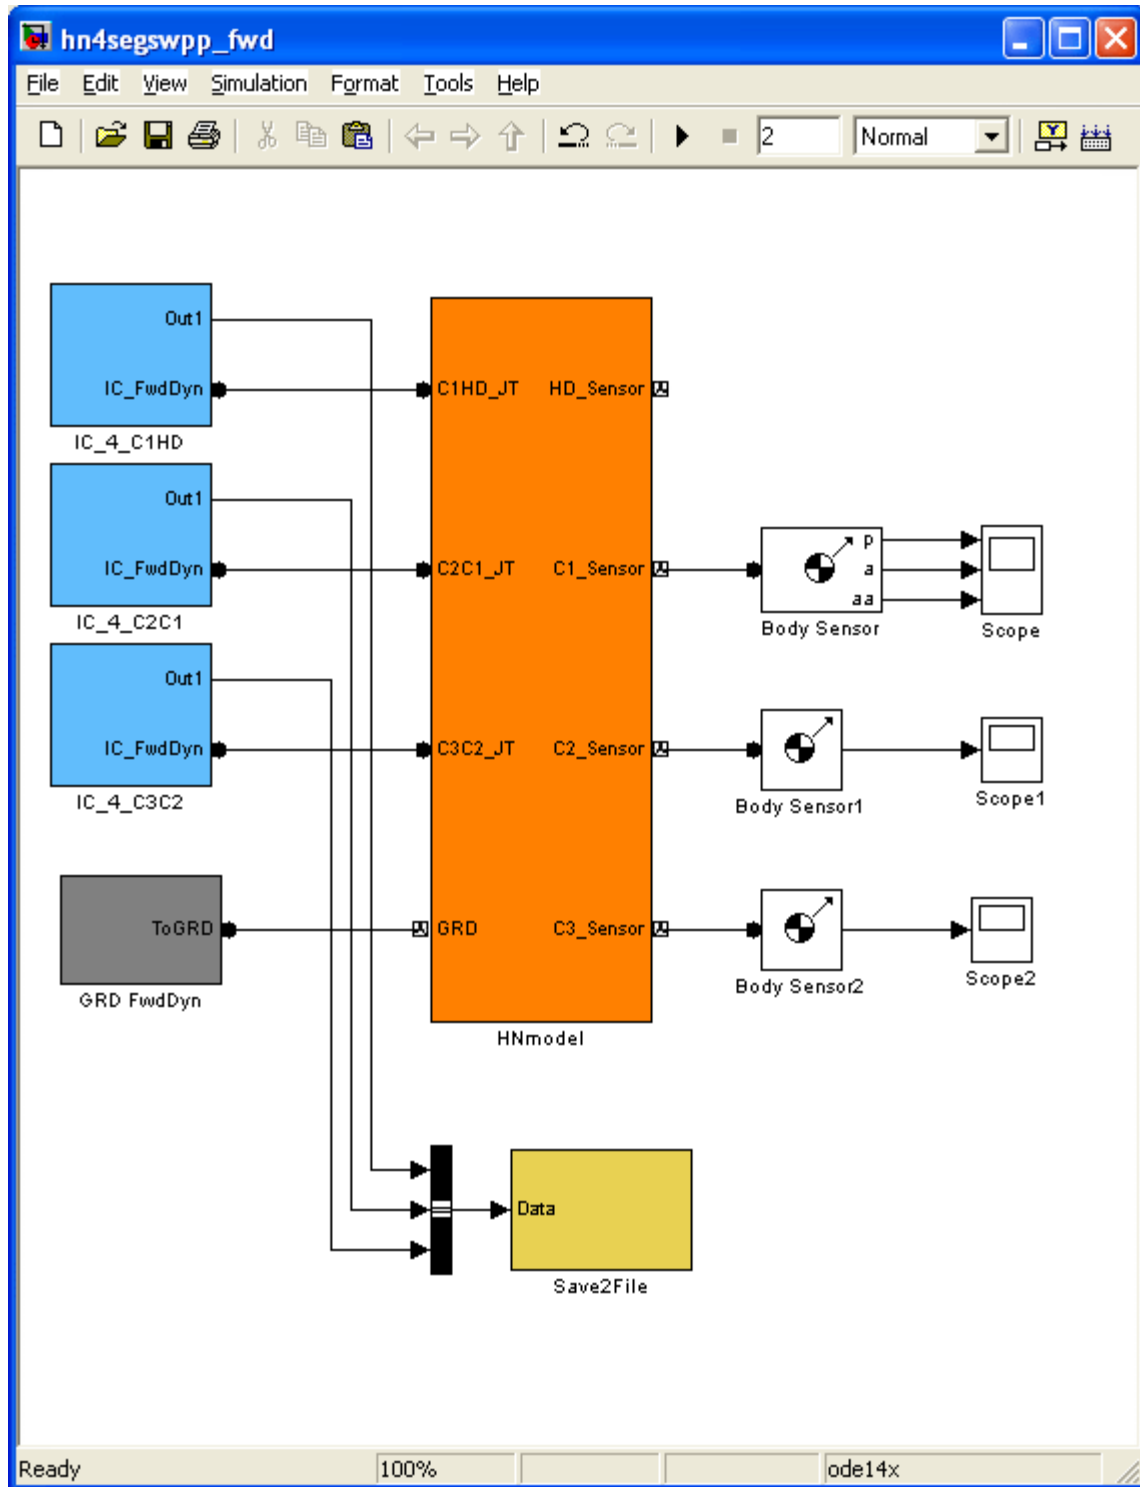 hn4segswpp_fwd
File Edit View Simulation Format Tools Help
2 Normal
Out1
IC_FwdDyn
IC_4_C1HD
Out1
IC_FwdDyn
IC_4_C2C1
Out1
IC_FwdDyn
IC_4_C3C2
ToGRD
GRD FwdDyn
C1HD_JT HD_Sensor
C2C1_JT C1_Sensor
C3C2_JT C2_Sensor
GRD C3_Sensor
HNmodel
p
a
aa
Body Sensor
Scope
Body Sensor1
Scope1
Body Sensor2
Scope2
Data
Save2File
Ready 100% ode14x